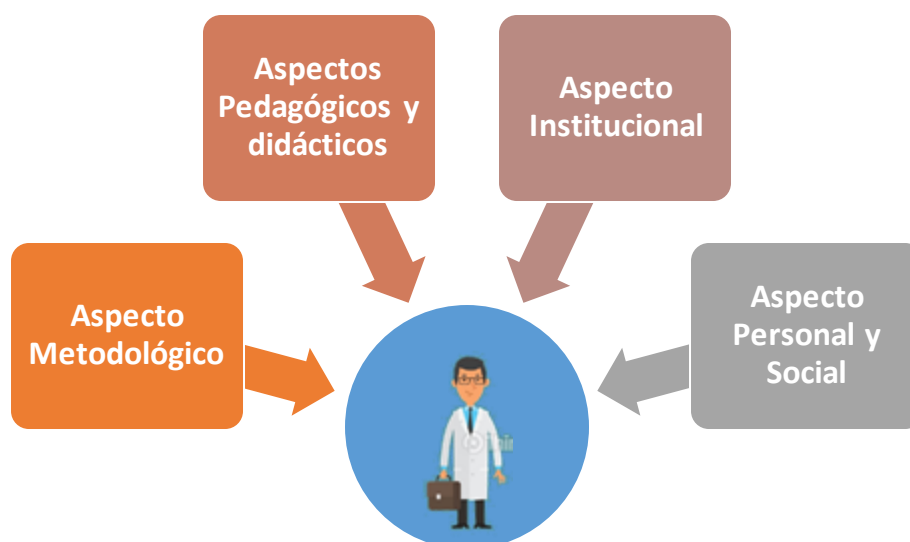 Aspectos
Pedagógicos y
didácticos
Aspecto
Institucional
Aspecto
Metodológico
Aspecto
Personal y
Social